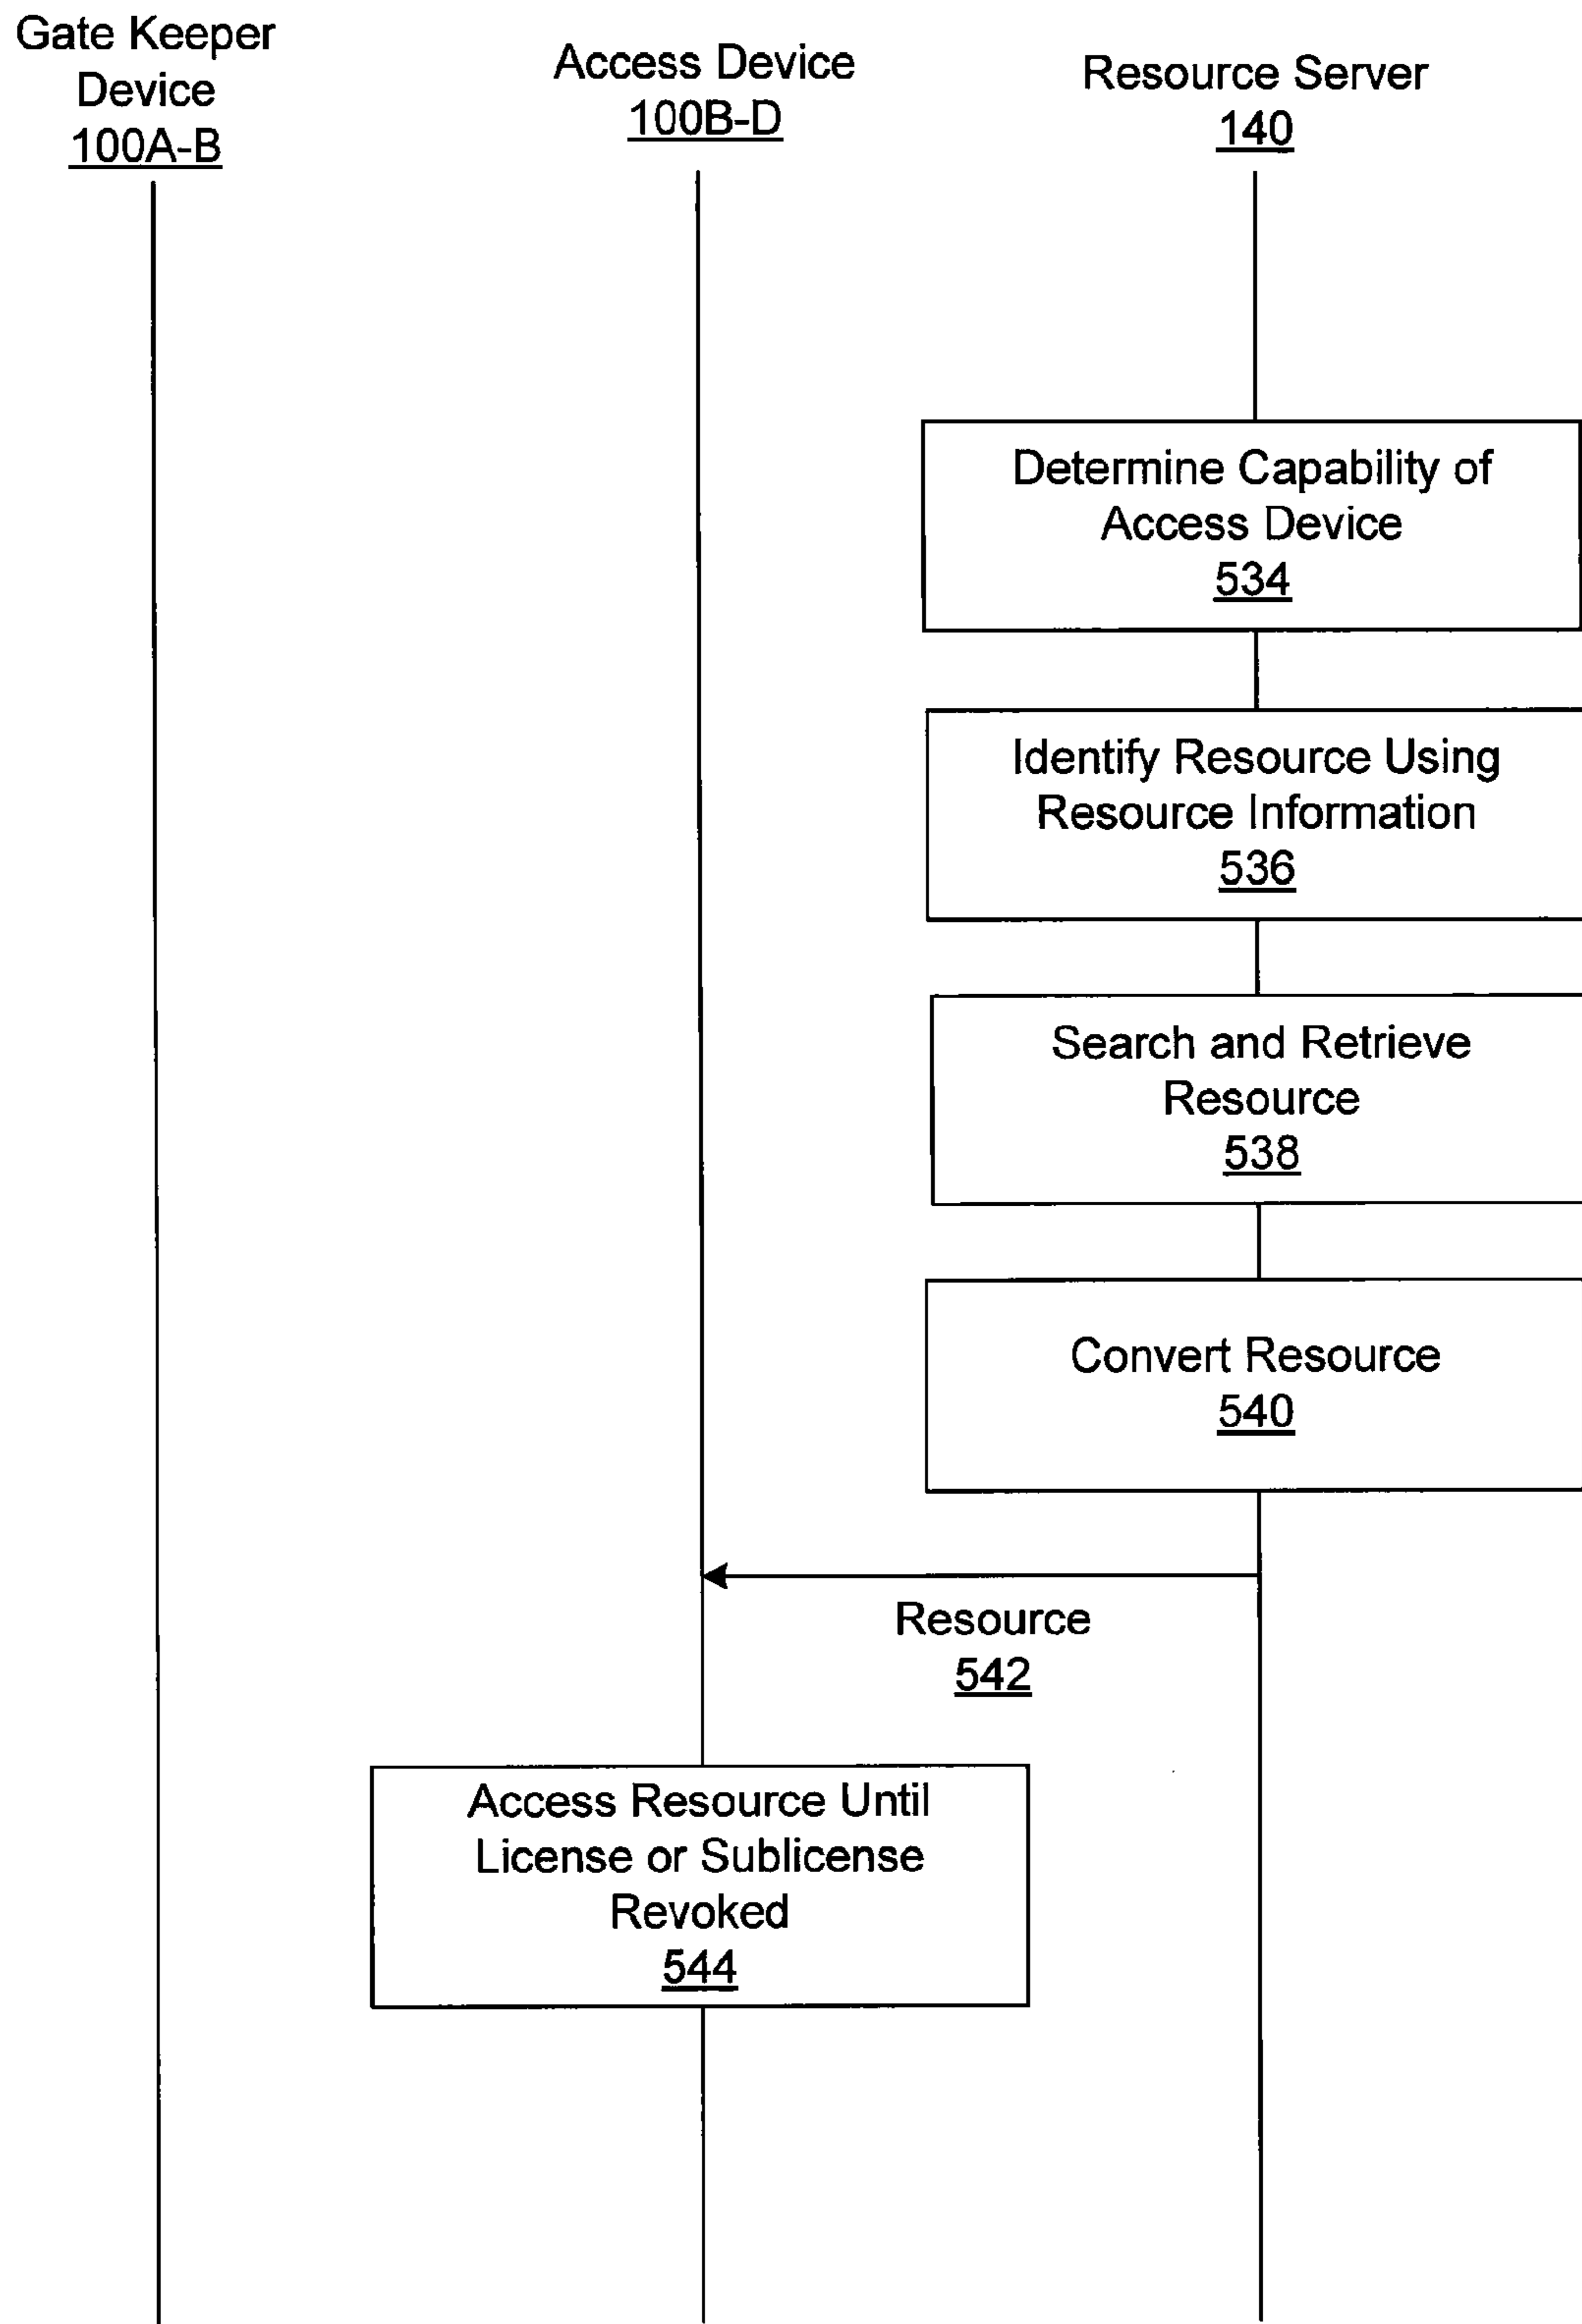 Gate Keeper
Device
100A-B
Access Device
100B-D
Resource Server
140
Determine Capability of
Access Device
534
Identify Resource Using
Resource Information
536
Search and Retrieve
Resource
538
Convert Resource
540
Resource
542
Access Resource Until
License or Sublicense
Revoked
544